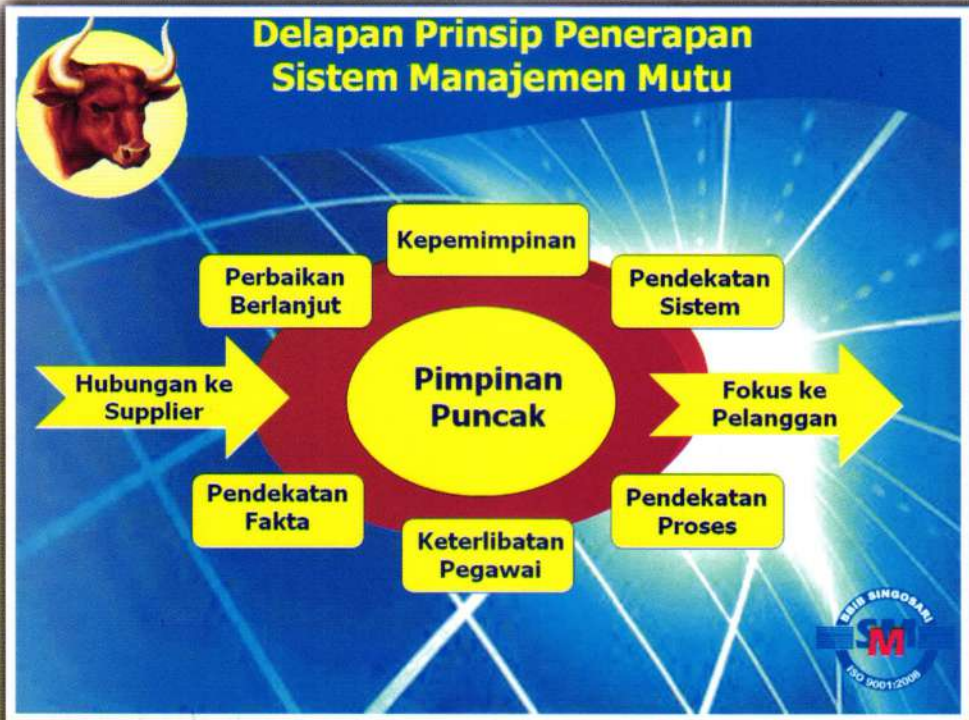 Delapan Prinsip Penerapan
Sistem Manajemen Mutu
Kepemimpinan
Perbaikan
Berlanjut
Pendekatan
Sistem
Hubungan ke
Supplier
Pimpinan
Puncak
Fokus ke
Pelanggan
Pendekatan
Fakta
Keterlibatan
Pegawai
Pendekatan
Proses
BBIB SINGOSARI
SMM
ISO 9001:2008